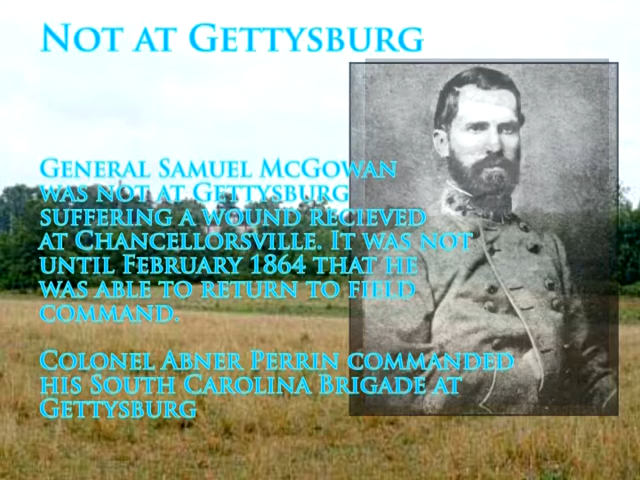 Not at Gettysburg
General Samuel McGowan
was not at Gettysburg
suffering a wound recieved
at Chancellorsville. It was not
until February 1864 that he
was able to return to field
command.
Colonel Abner Perrin commanded
his South Carolina Brigade at
Gettysburg